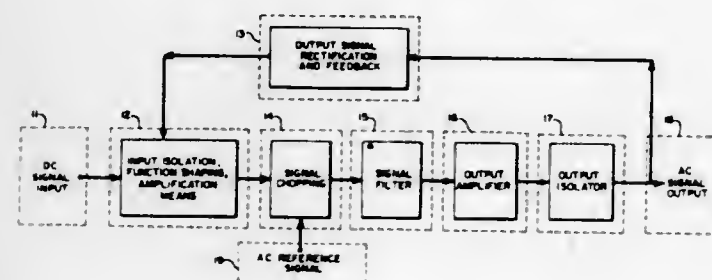 13
OUTPUT SIGNAL
RECTIFICATION
AND FEEDBACK
11
DC
SIGNAL
INPUT
12
INPUT ISOLATION,
FUNCTION SHAPING,
AMPLIFICATION
MEANS
14
SIGNAL
CHOPPING
15
SIGNAL
FILTER
16
OUTPUT
AMPLIFIER
17
OUTPUT
ISOLATOR
18
AC
SIGNAL
OUTPUT
AC REFERENCE
SIGNAL